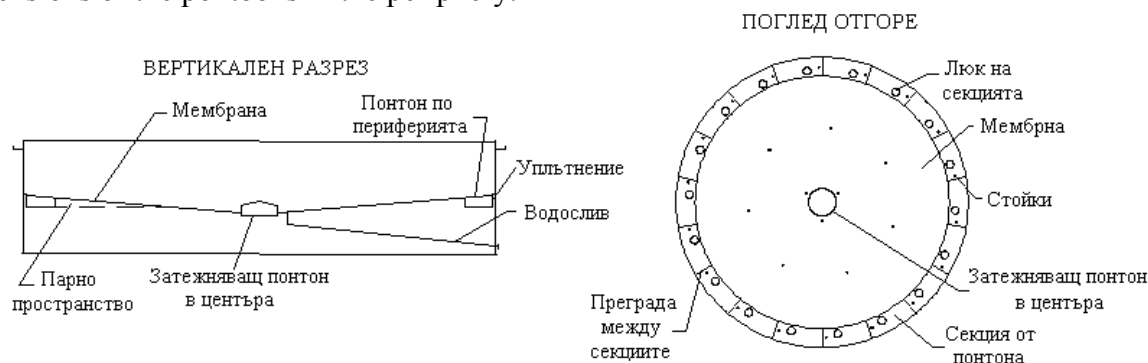 ПОГЛЕД ОТГОРЕ
ВЕРТИКАЛЕН РАЗРЕЗ
Мембрана
Понтон по
периферията
Уплътнение
Водослив
Затежняващ понтон
в центъра
Парно
пространство
Люк на
секцията
Мембрна
Стойки
Затежняващ понтон
в центъра
Секция от
понтона
Преграда
между
секциите